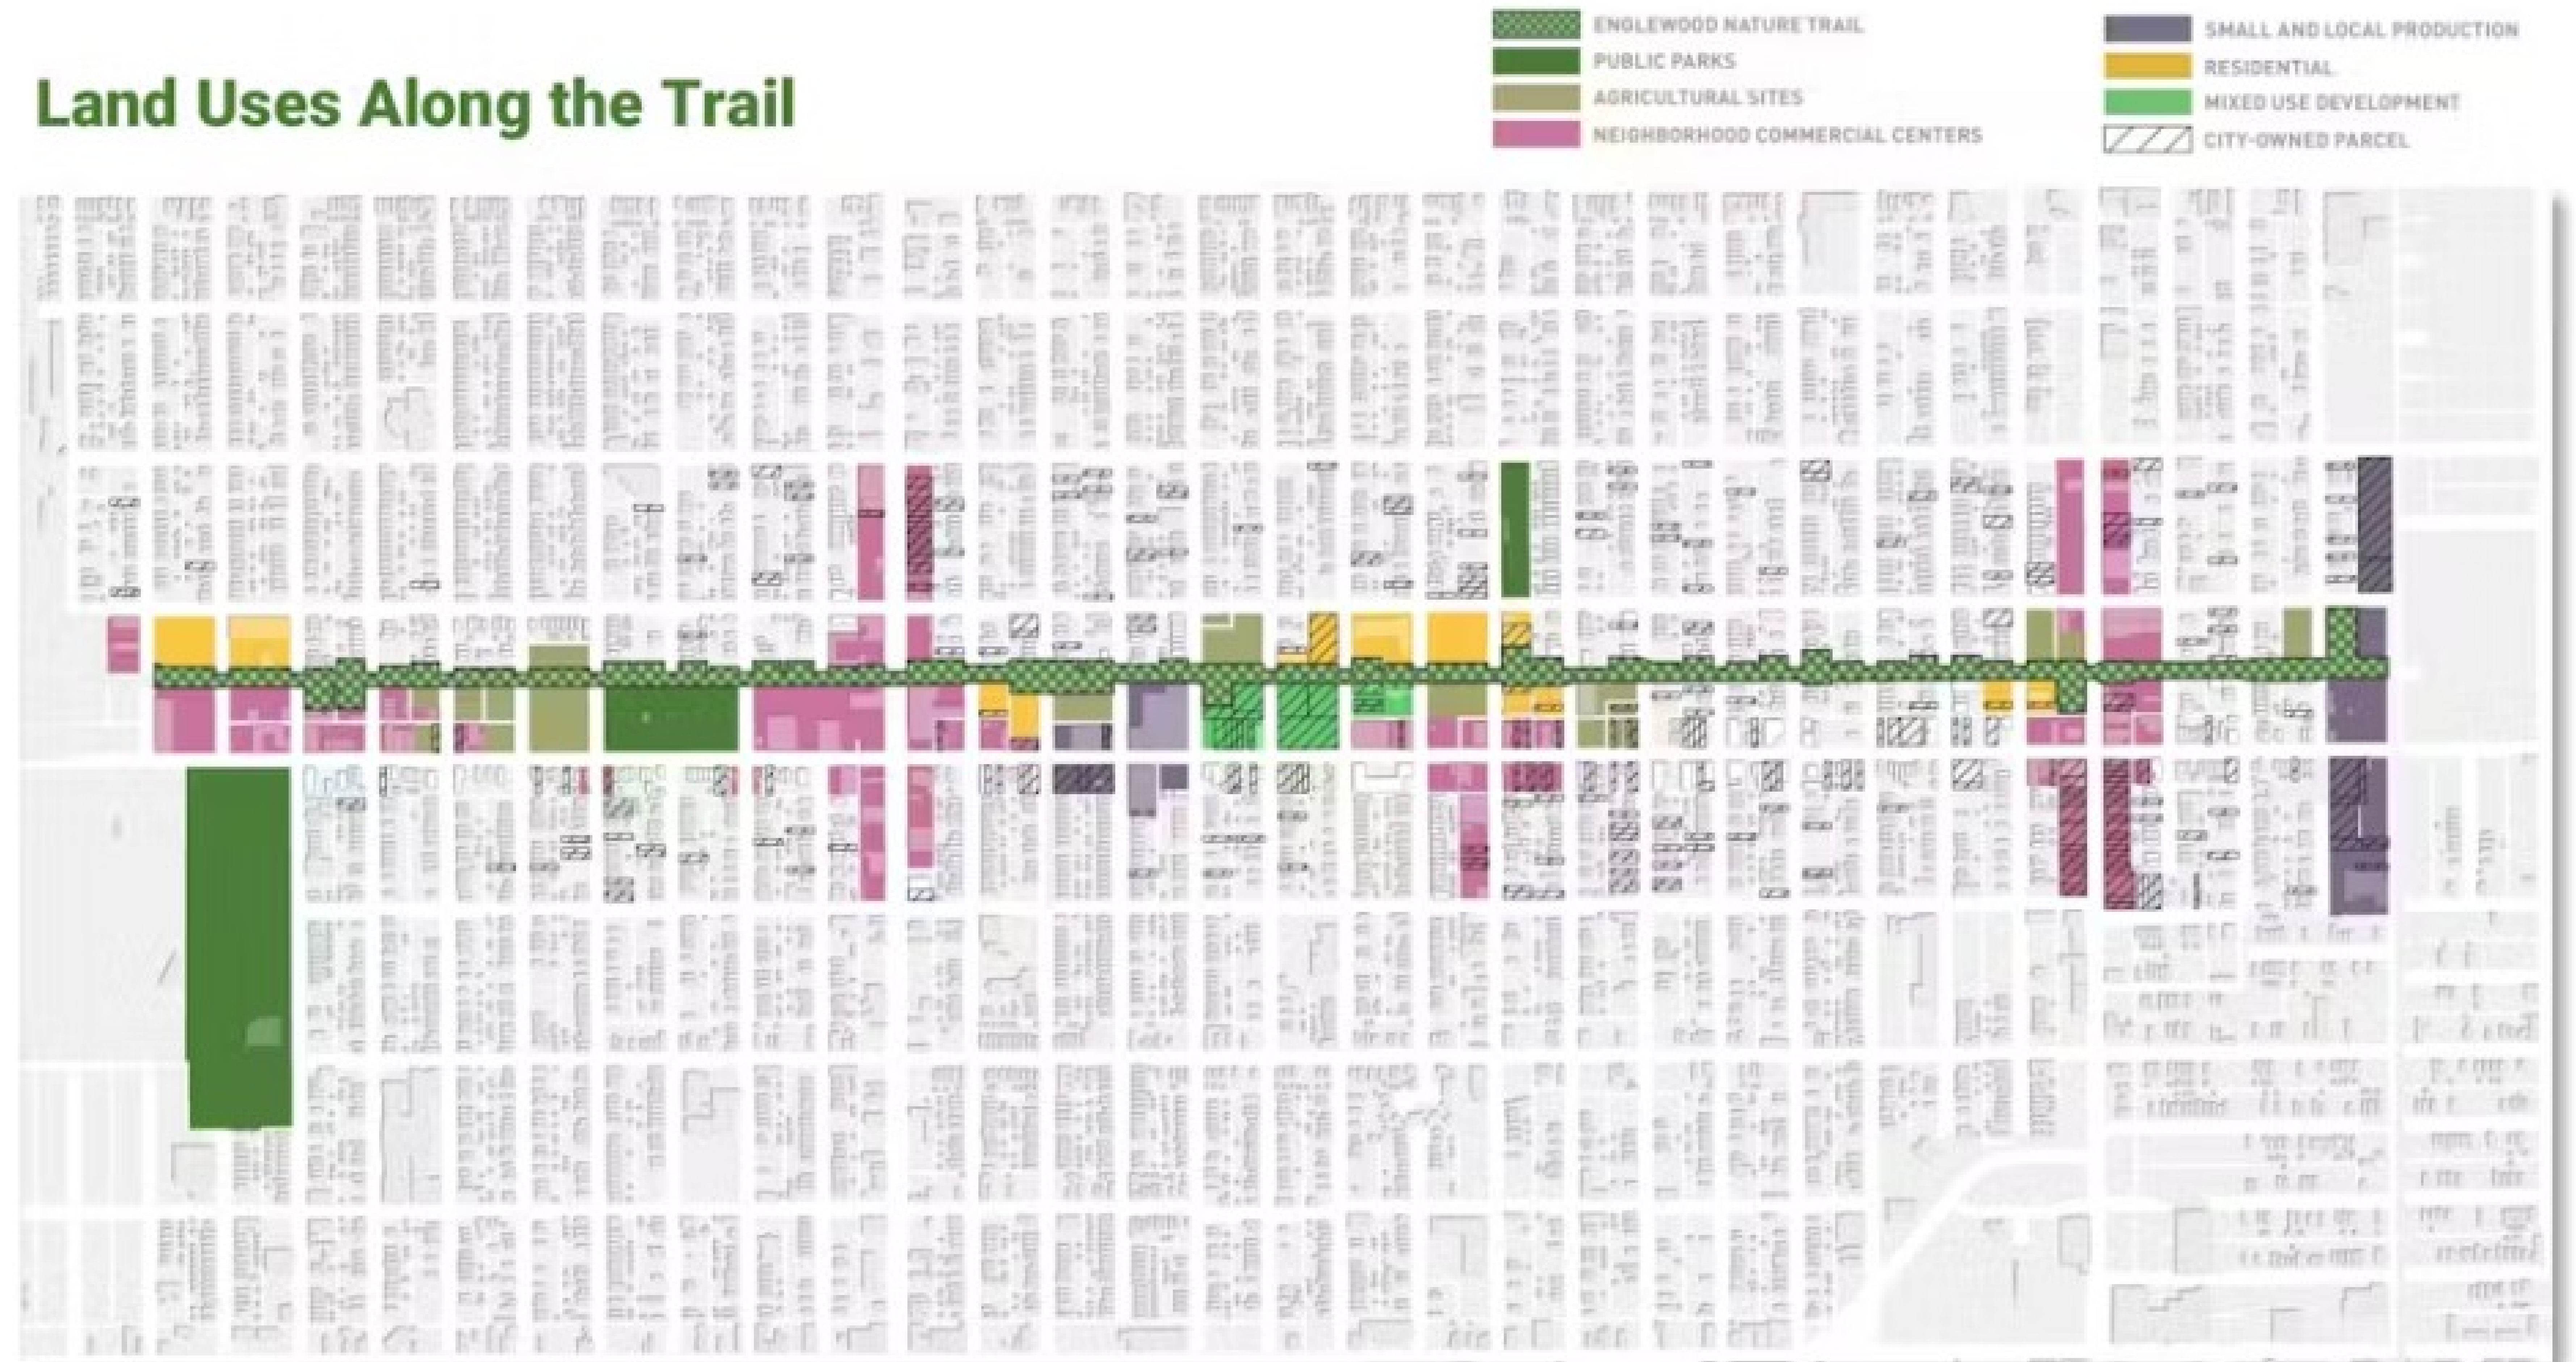 Land Uses Along the Trail
ENGLEWOOD NATURE TRAIL
PUBLIC PARKS
AGRICULTURAL SITES
NEIGHBORHOOD COMMERCIAL CENTERS
SMALL AND LOCAL PRODUCTION
RESIDENTIAL
MIXED USE DEVELOPMENT
CITY-OWNED PARCEL